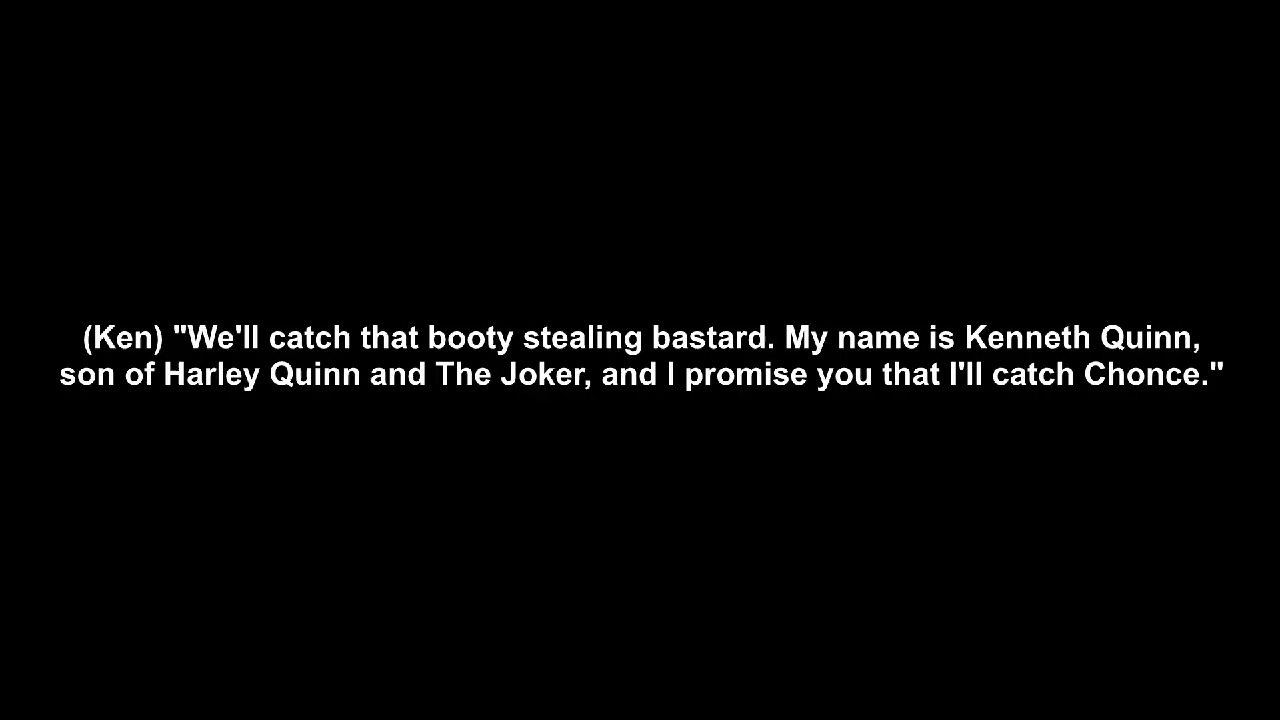 (Ken) "We'll catch that booty stealing bastard. My name is Kenneth Quinn,
son of Harley Quinn and The Joker, and I promise you that I'll catch Chonce."